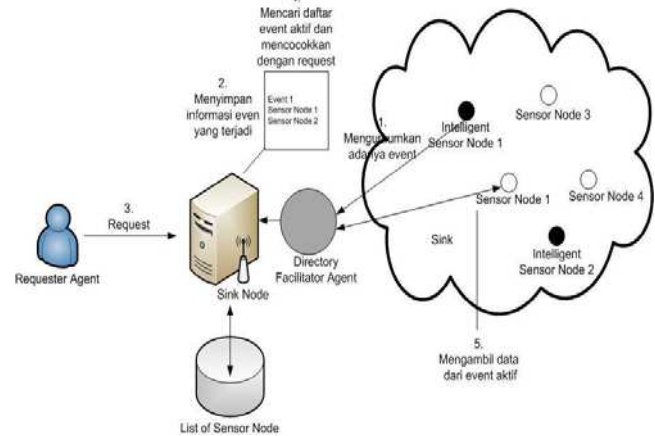 Mencari daftar
event aktif dan
mencocokkan
dengan request
2.
Menyimpan
informasi even
yang terjadi
Event 1
Sensor Node 1
Sensor Node 2
1.
Mengumumkan
adanya event
Intelligent
Sensor Node 1
Sensor Node 3
Sensor Node 1
Sensor Node 4
Sink
Intelligent
Sensor Node 2
3.
Request
Requester Agent
Sink Node
Directory
Facilitator Agent
5.
Mengambil data
dari event aktif
List of Sensor Node